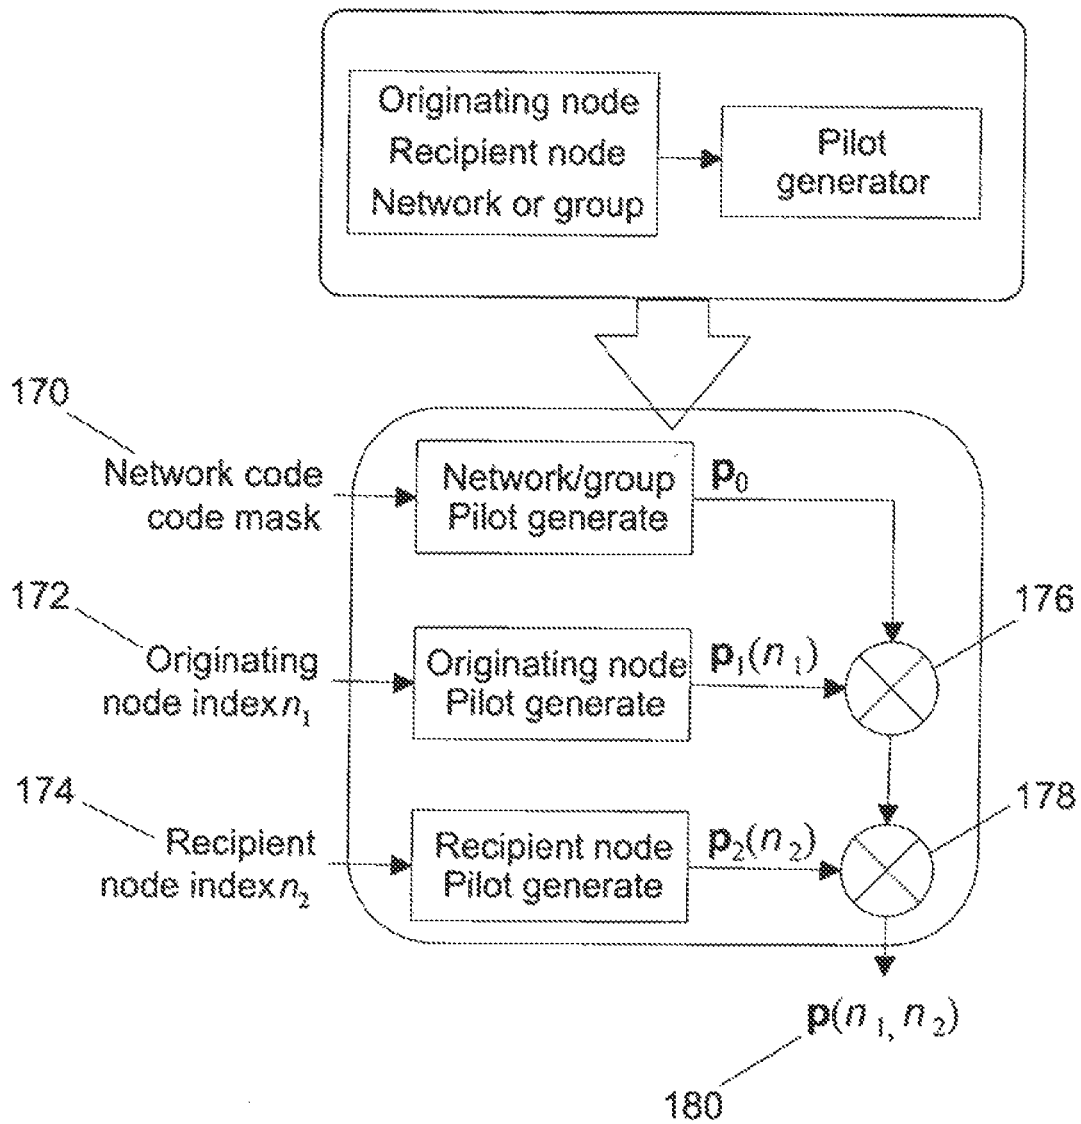 Originating node
Recipient node
Network or group
Pilot
generator
170
Network code
code mask
Network/group
Pilot generate
p₀
172
Originating
node index n₁
Originating node
Pilot generate
p₁(n₁)
176
174
Recipient
node index n₂
Recipient node
Pilot generate
p₂(n₂)
178
p(n₁, n₂)
180